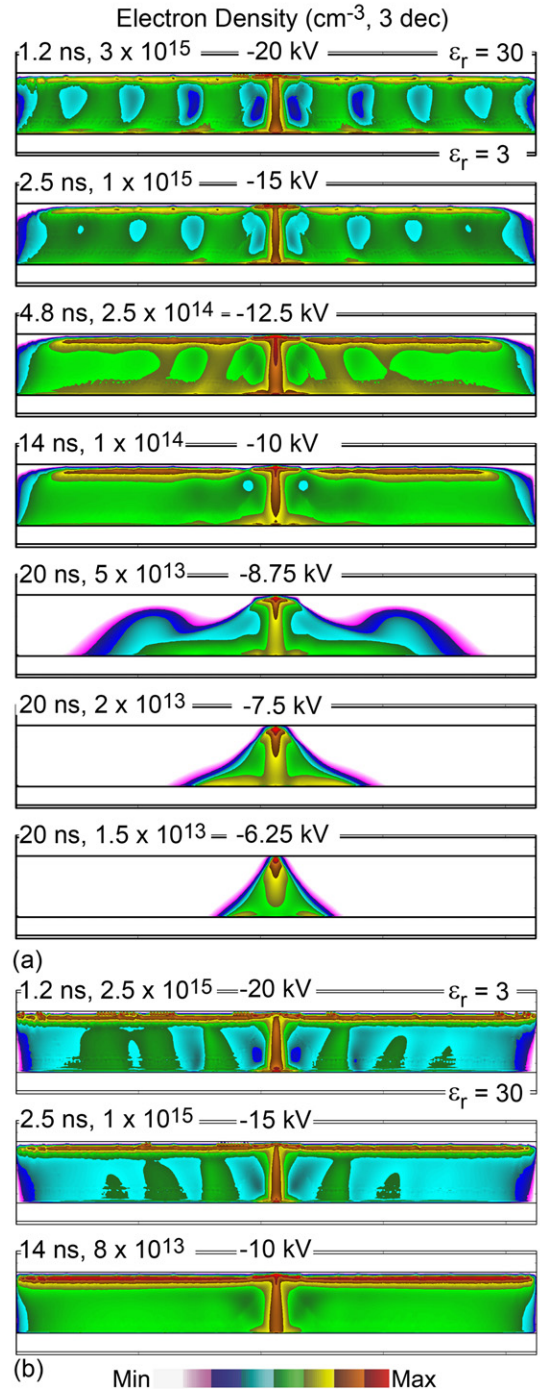 Electron Density (cm⁻³, 3 dec)
1.2 ns, 3 x 10¹⁵ -20 kV εr = 30
εr = 3
2.5 ns, 1 x 10¹⁵ -15 kV
4.8 ns, 2.5 x 10¹⁴ -12.5 kV
14 ns, 1 x 10¹⁴ -10 kV
20 ns, 5 x 10¹³ -8.75 kV
20 ns, 2 x 10¹³ -7.5 kV
20 ns, 1.5 x 10¹³ -6.25 kV
(a)
1.2 ns, 2.5 x 10¹⁵ -20 kV εr = 3
εr = 30
2.5 ns, 1 x 10¹⁵ -15 kV
14 ns, 8 x 10¹³ -10 kV
(b) Min Max